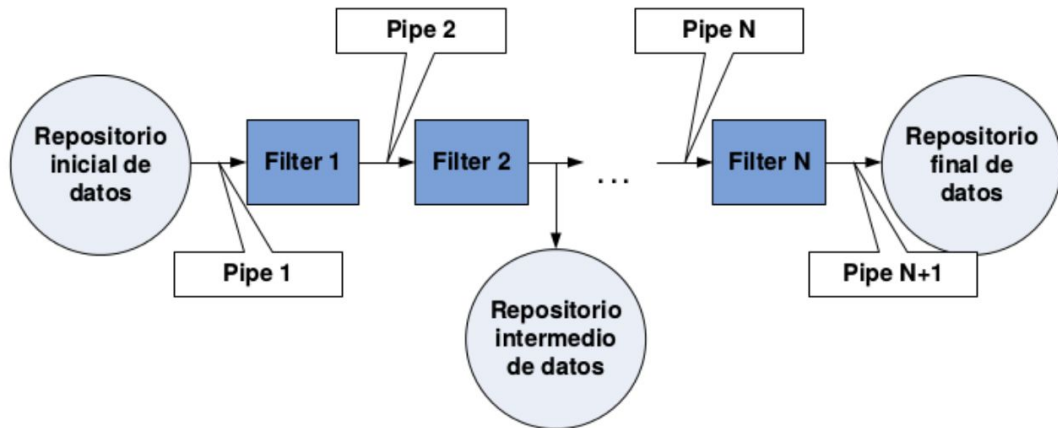 Pipe 2
Pipe N
Repositorio
inicial de
datos
Filter 1
Filter 2
...
Filter N
Repositorio
final de
datos
Pipe 1
Pipe N+1
Repositorio
intermedio
de datos